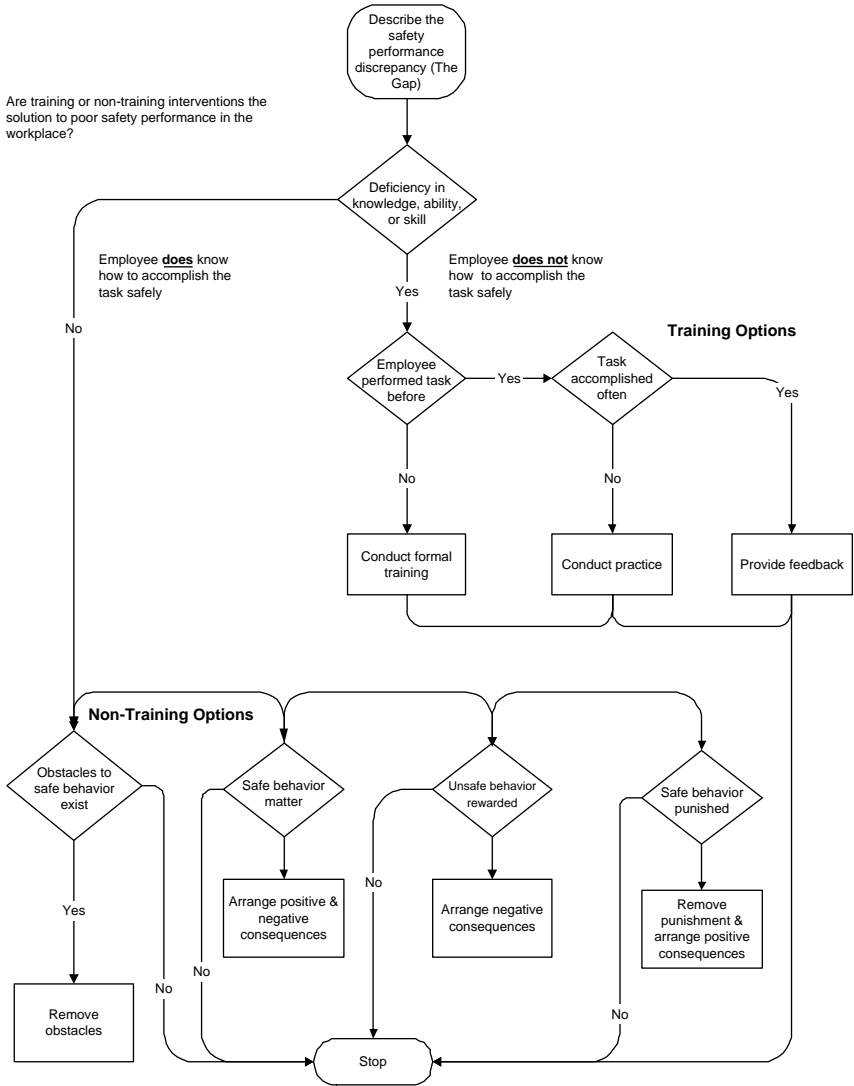 Describe the
safety
performance
discrepancy (The
Gap)
Are training or non-training interventions the
solution to poor safety performance in the
workplace?
Deficiency in
knowledge, ability,
or skill
Employee does know
how to accomplish the
task safely
Employee does not know
how to accomplish the
task safely
Yes
No
Training Options
Employee
performed task
before
Yes
Task
accomplished
often
Yes
No
No
Conduct formal
training
Conduct practice
Provide feedback
Non-Training Options
Obstacles to
safe behavior
exist
Safe behavior
matter
Unsafe behavior
rewarded
Safe behavior
punished
No
Yes
Arrange positive &
negative
consequences
Arrange negative
consequences
Remove
punishment &
arrange positive
consequences
No
No
No
Remove
obstacles
Stop